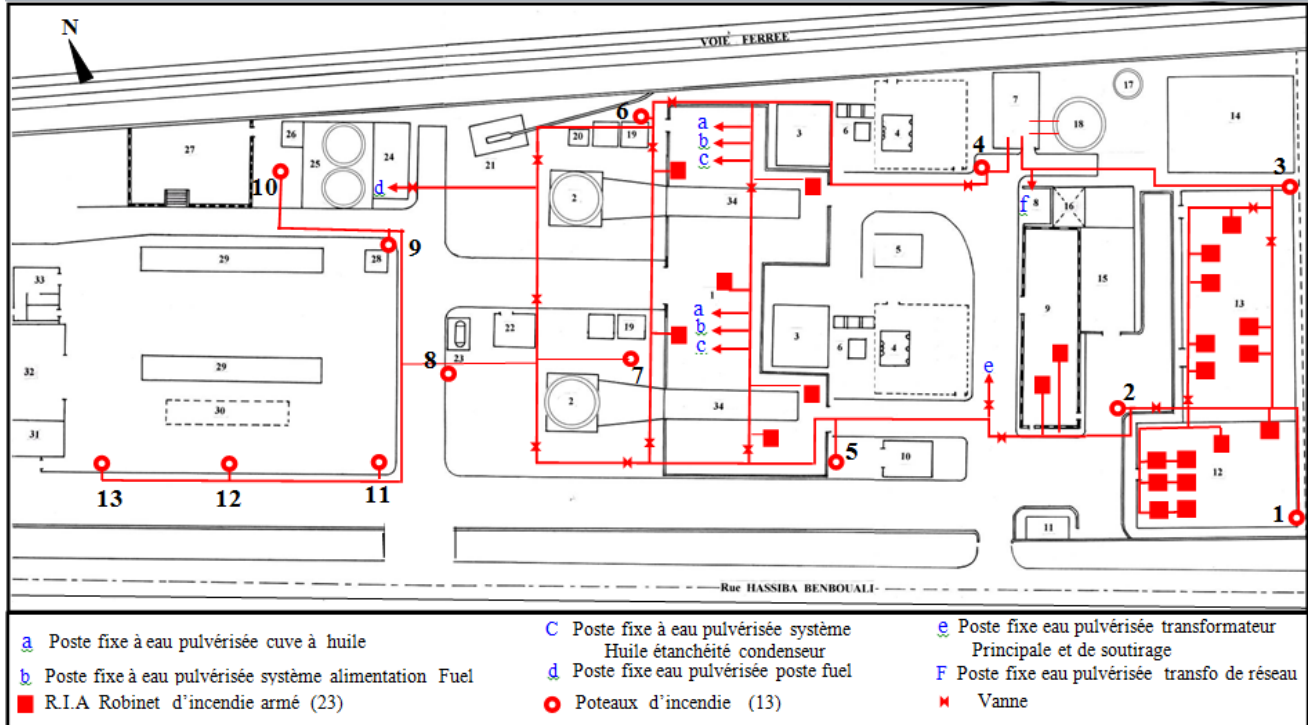 N
VOIE FERREE
27
26
25
24
10
d
21
20
19
6
2
34
a
b
c
3
6
4
4
7
18
17
14
3
f
8
16
9
28
29
33
5
15
13
9
1
a
b
c
22
23
19
8
7
3
6
4
e
2
32
29
30
31
2
34
5
10
12
13
12
11
11
1
Rue HASSIBA BENBOUALI
a Poste fixe à eau pulvérisée cuve à huile
b Poste fixe à eau pulvérisée système alimentation Fuel
R.I.A Robinet d'incendie armé (23)
C Poste fixe à eau pulvérisée système
Huile étanchéité condenseur
d Poste fixe eau pulvérisée poste fuel
Poteaux d'incendie (13)
e Poste fixe eau pulvérisée transformateur
Principale et de soutirage
F Poste fixe eau pulvérisée transfo de réseau
Vanne